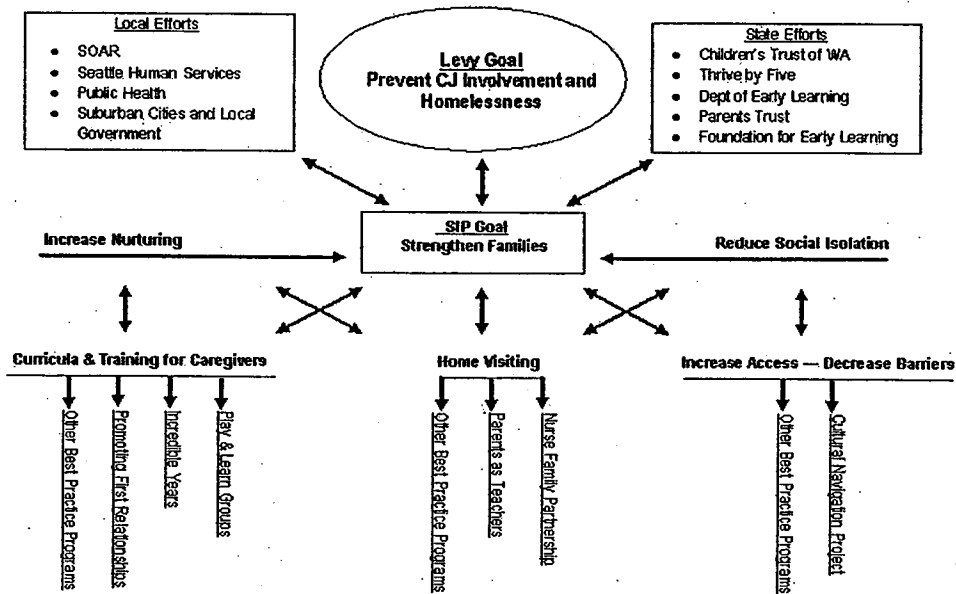 Local Efforts
● SOAR
● Seattle Human Services
● Public Health
● Suburban Cities and Local
Government
Levy Goal
Prevent CJ Involvement and
Homelessness
State Efforts
● Children's Trust of WA
● Thrive by Five
● Dept of Early Learning
● Parents Trust
● Foundation for Early Learning
Increase Nurturing
SIP Goal
Strengthen Families
Reduce Social Isolation
Curricula & Training for Caregivers
Other Best Practice Programs
Promoting First Relationships
Incredible Years
Play & Learn Groups
Home Visiting
Other Best Practice Programs
Parents as Teachers
Nurse Family Partnership
Increase Access — Decrease Barriers
Other Best Practice Programs
Cultural Navigation Project